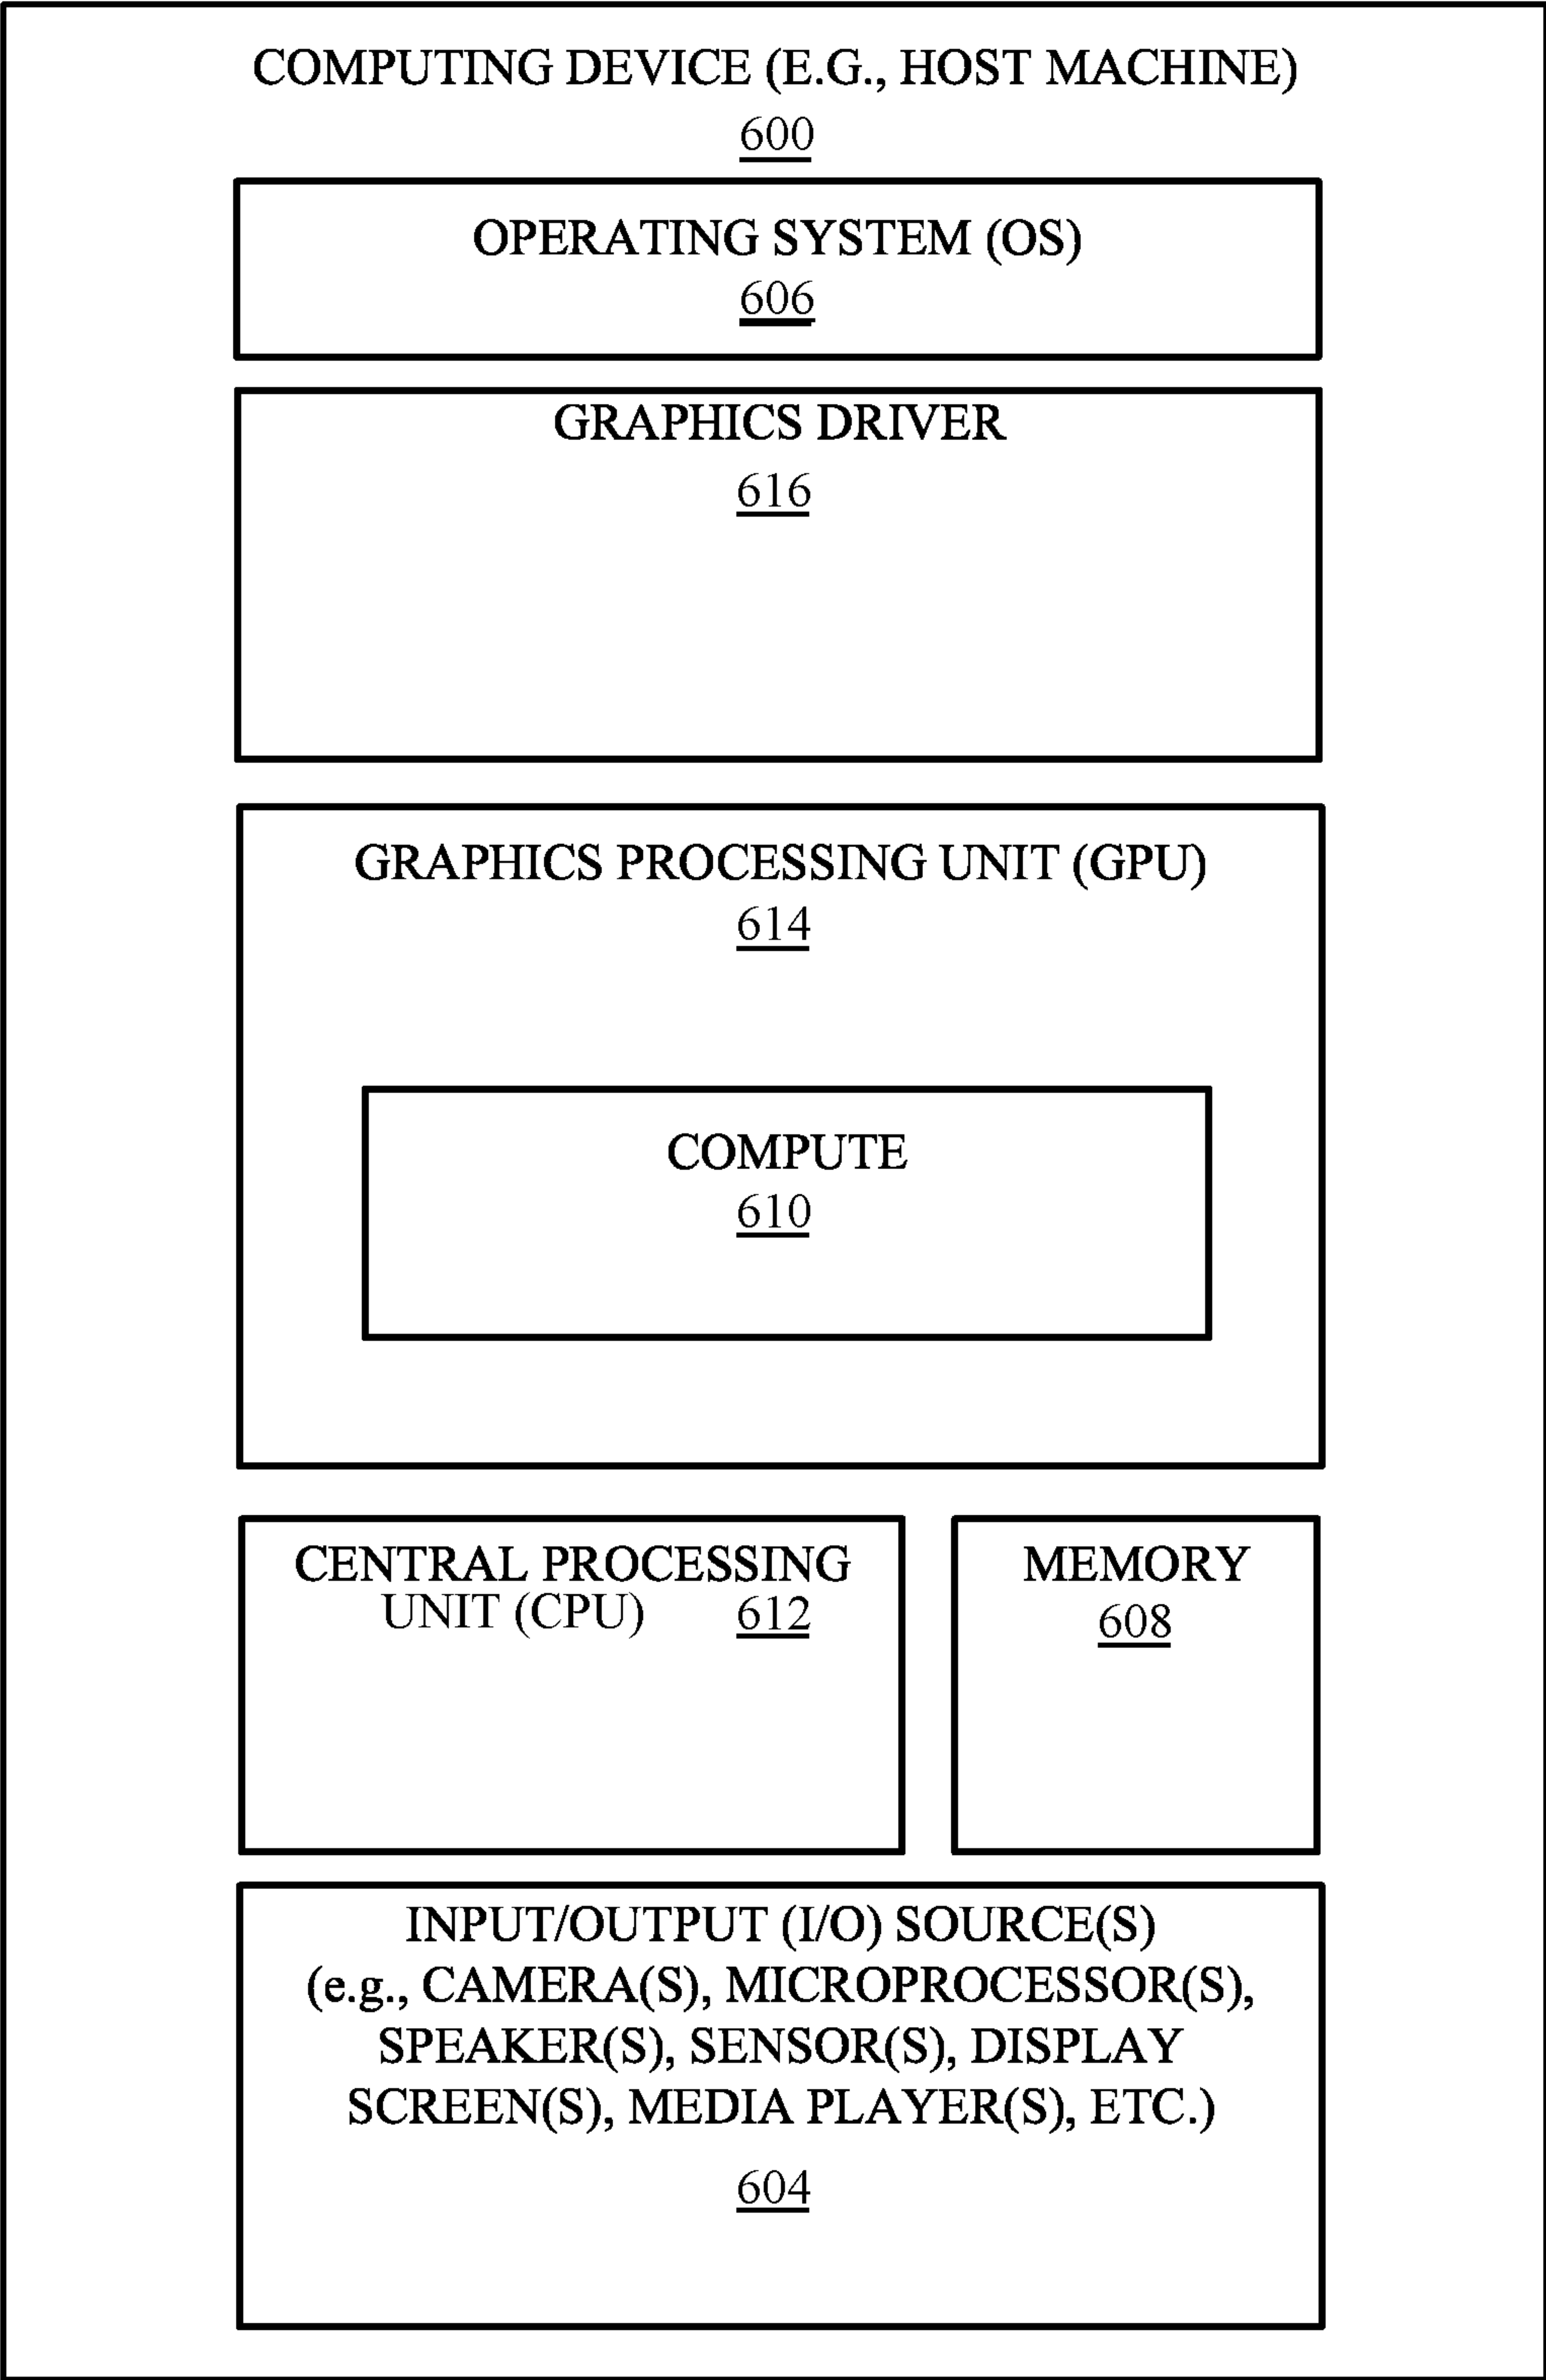 COMPUTING DEVICE (E.G., HOST MACHINE)
600
OPERATING SYSTEM (OS)
606
GRAPHICS DRIVER
616
GRAPHICS PROCESSING UNIT (GPU)
614
COMPUTE
610
CENTRAL PROCESSING
UNIT (CPU) 612
MEMORY
608
INPUT/OUTPUT (I/O) SOURCE(S)
(e.g., CAMERA(S), MICROPROCESSOR(S),
SPEAKER(S), SENSOR(S), DISPLAY
SCREEN(S), MEDIA PLAYER(S), ETC.)
604